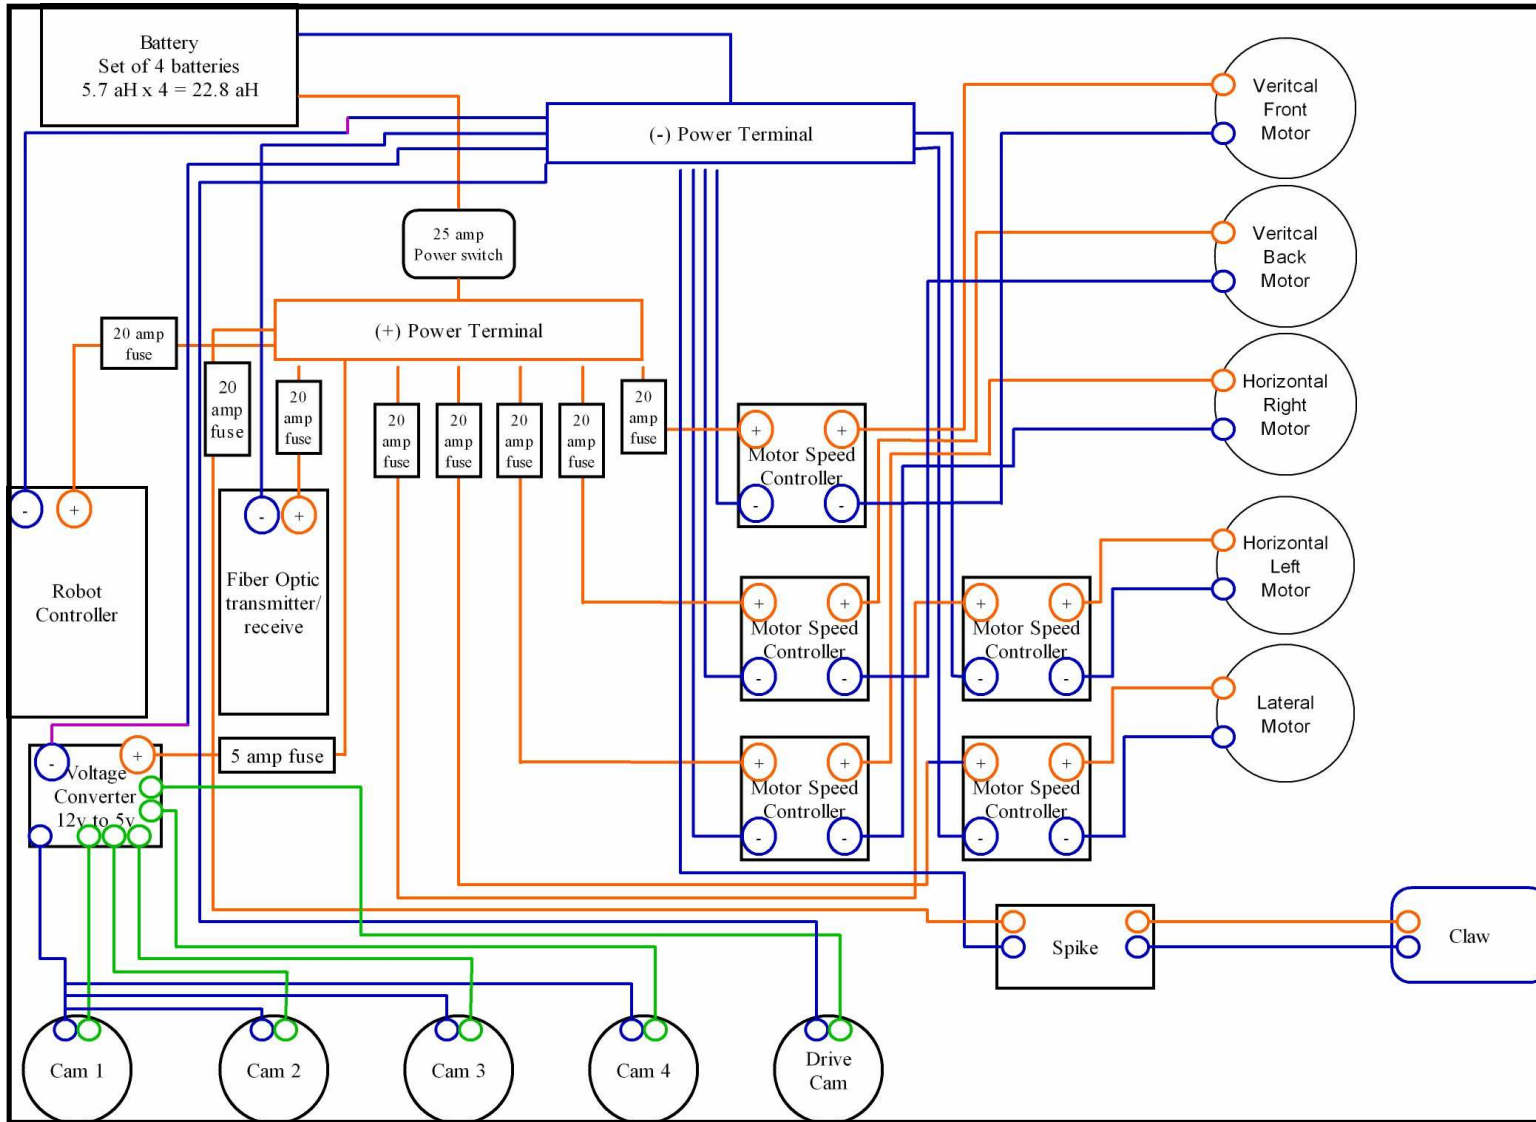 Battery
Set of 4 batteries
5.7 aH x 4 = 22.8 aH
(-) Power Terminal
Veritcal
Front
Motor
25 amp
Power switch
Veritcal
Back
Motor
(+) Power Terminal
20 amp
fuse
20
amp
fuse
20
amp
fuse
20
amp
fuse
20
amp
fuse
20
amp
fuse
20
amp
fuse
20
amp
fuse
Horizontal
Right
Motor
+
+
Motor Speed
Controller
-
-
-
+
Robot
Controller
-
+
Fiber Optic
transmitter/
receive
Horizontal
Left
Motor
+
+
Motor Speed
Controller
-
-
+
+
Motor Speed
Controller
-
-
Lateral
Motor
-
+
Voltage
Converter
12v to 5v
5 amp fuse
+
+
Motor Speed
Controller
-
-
+
+
Motor Speed
Controller
-
-
Spike
Claw
Cam 1
Cam 2
Cam 3
Cam 4
Drive
Cam